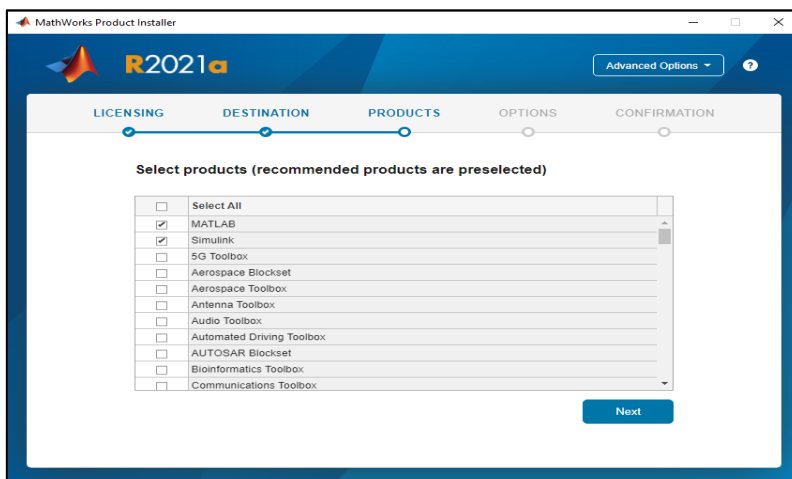 MathWorks Product Installer
R2021a
Advanced Options
?
LICENSING DESTINATION PRODUCTS OPTIONS CONFIRMATION
Select products (recommended products are preselected)
Select All
MATLAB
Simulink
5G Toolbox
Aerospace Blockset
Aerospace Toolbox
Antenna Toolbox
Audio Toolbox
Automated Driving Toolbox
AUTOSAR Blockset
Bioinformatics Toolbox
Communications Toolbox
Next